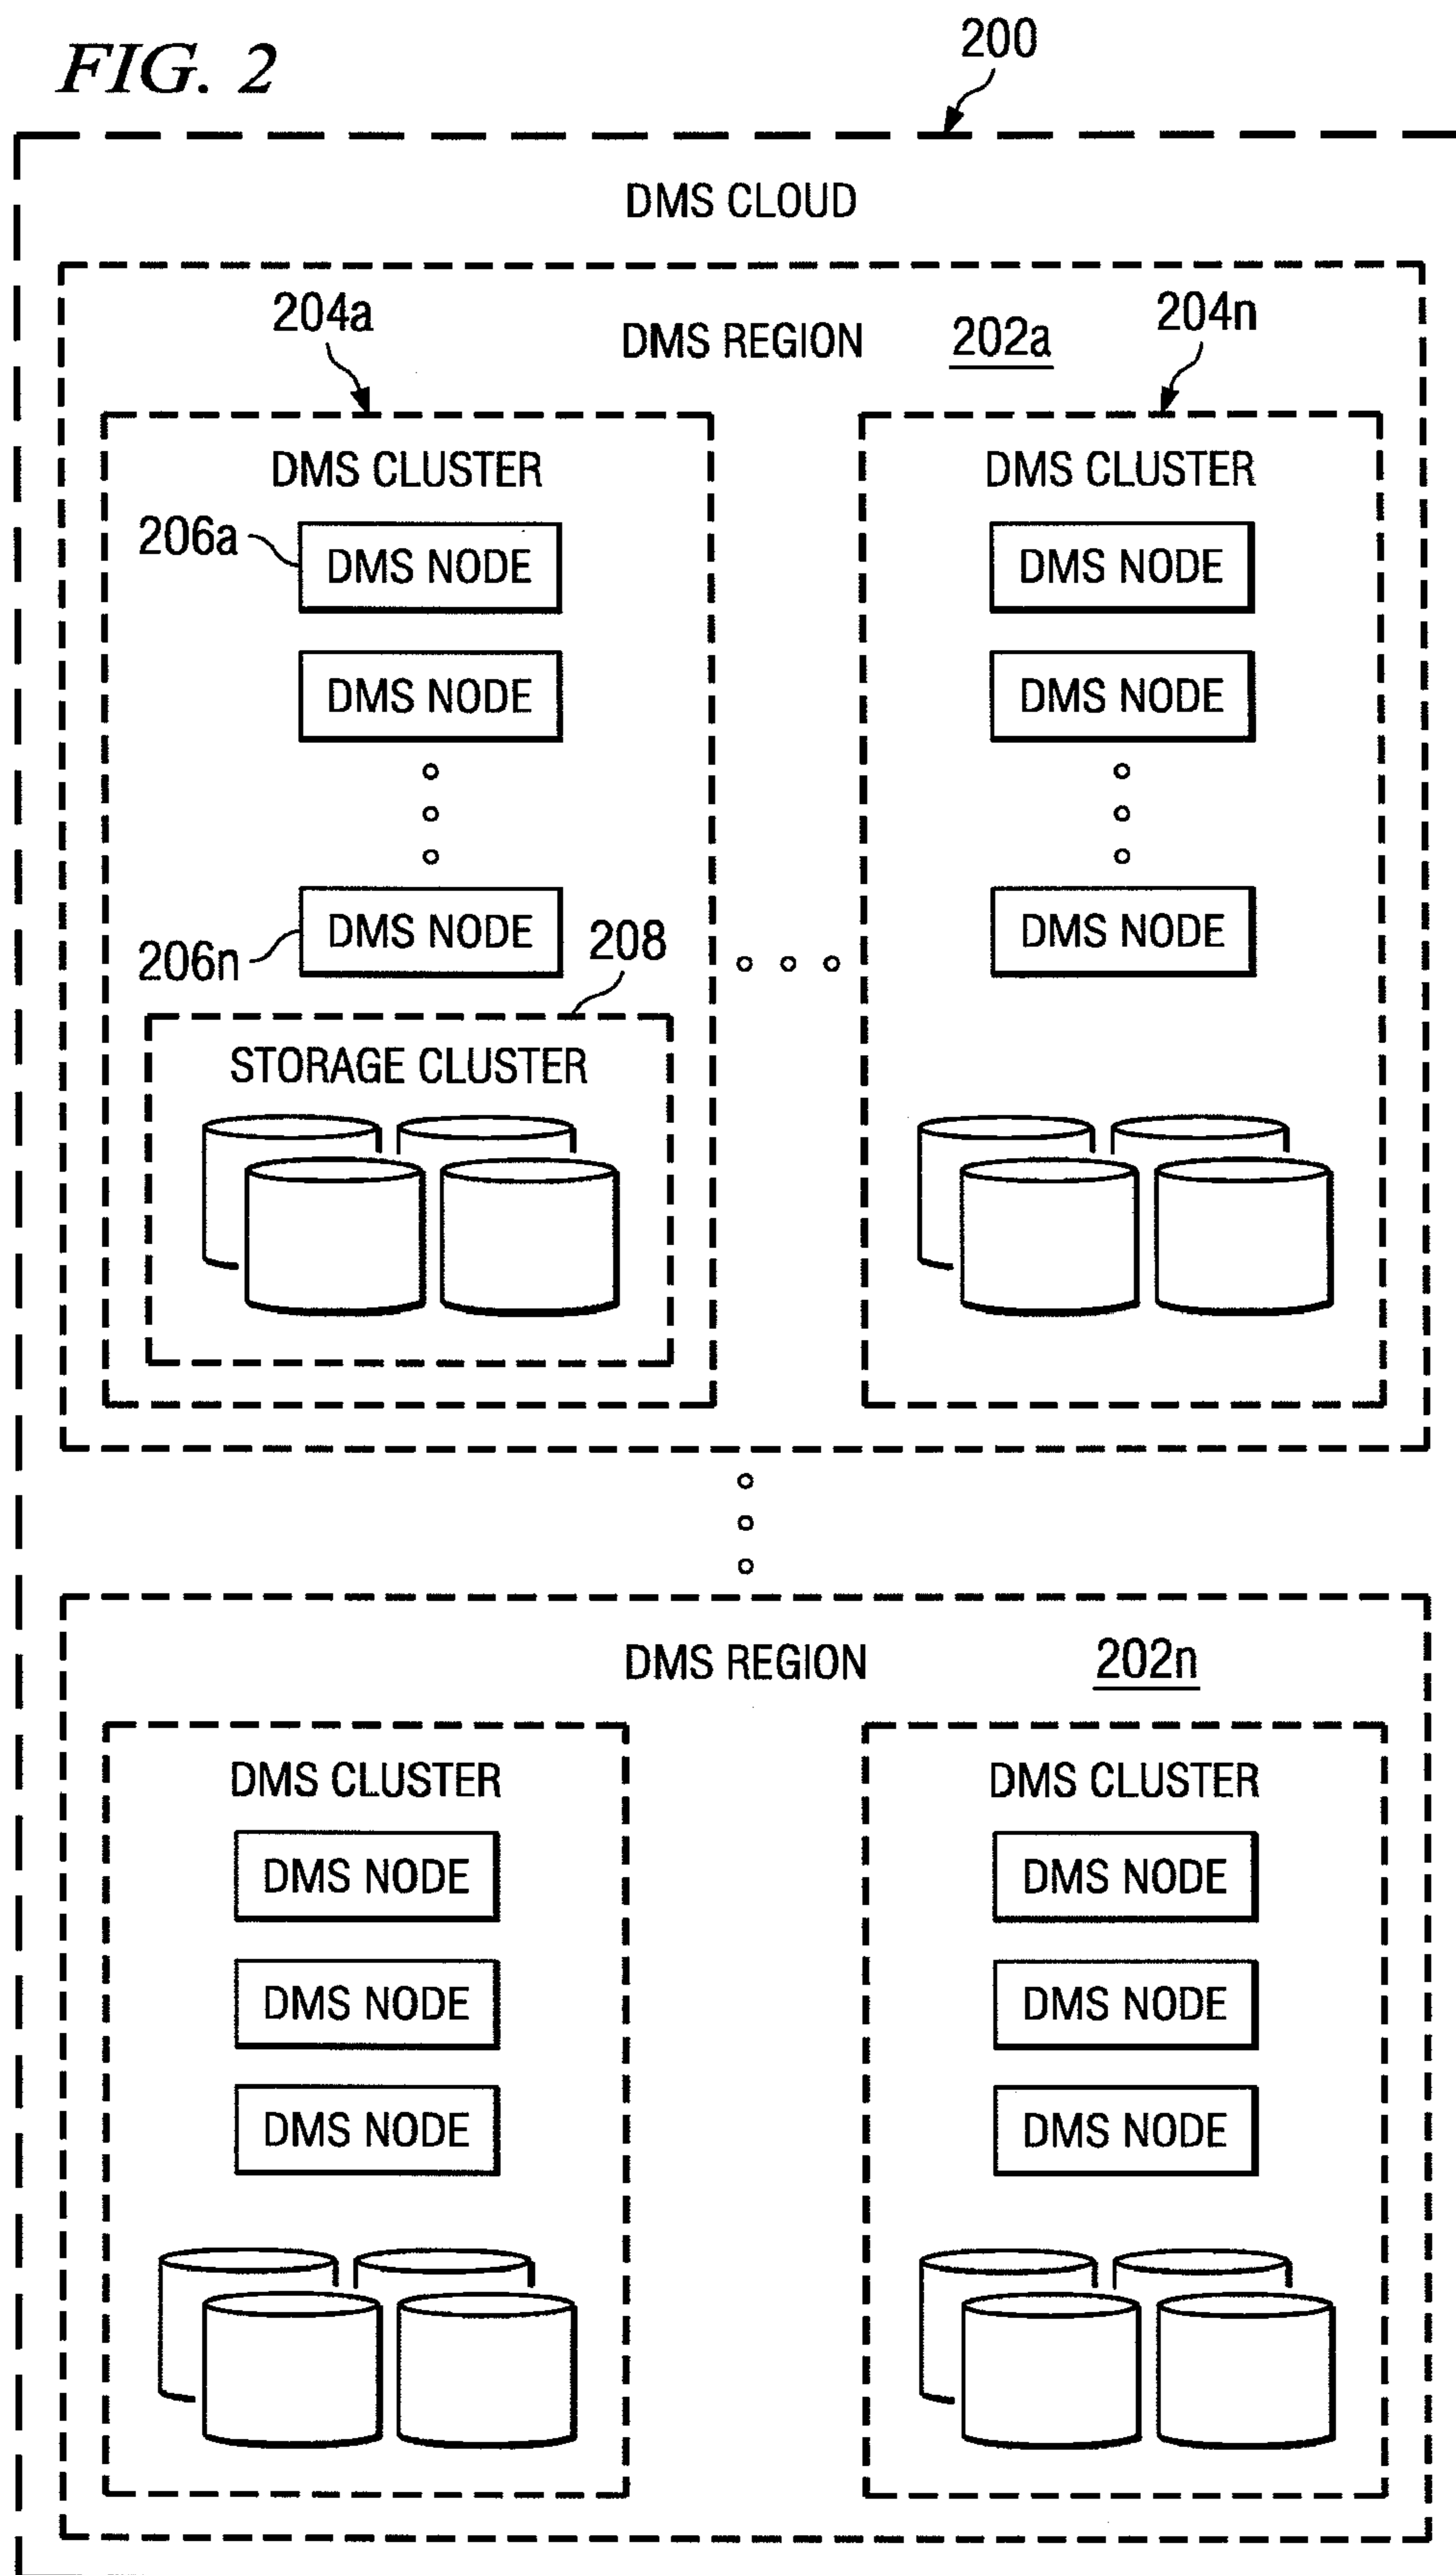 FIG. 2
200
DMS CLOUD
204a
DMS REGION 202a
204n
DMS CLUSTER
206a
DMS NODE
DMS NODE
DMS NODE
206n
208
STORAGE CLUSTER
DMS CLUSTER
DMS NODE
DMS NODE
DMS NODE
DMS REGION 202n
DMS CLUSTER
DMS NODE
DMS NODE
DMS NODE
DMS CLUSTER
DMS NODE
DMS NODE
DMS NODE